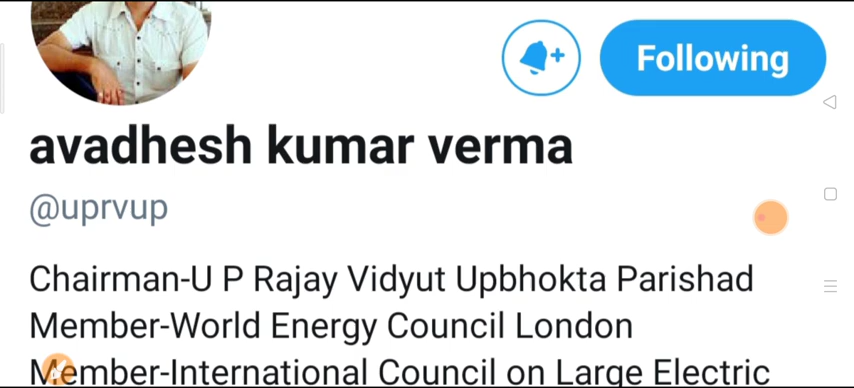 Following
avadhesh kumar verma
@uprvup
Chairman-U P Rajay Vidyut Upbhokta Parishad
Member-World Energy Council London
Member-International Council on Large Electric